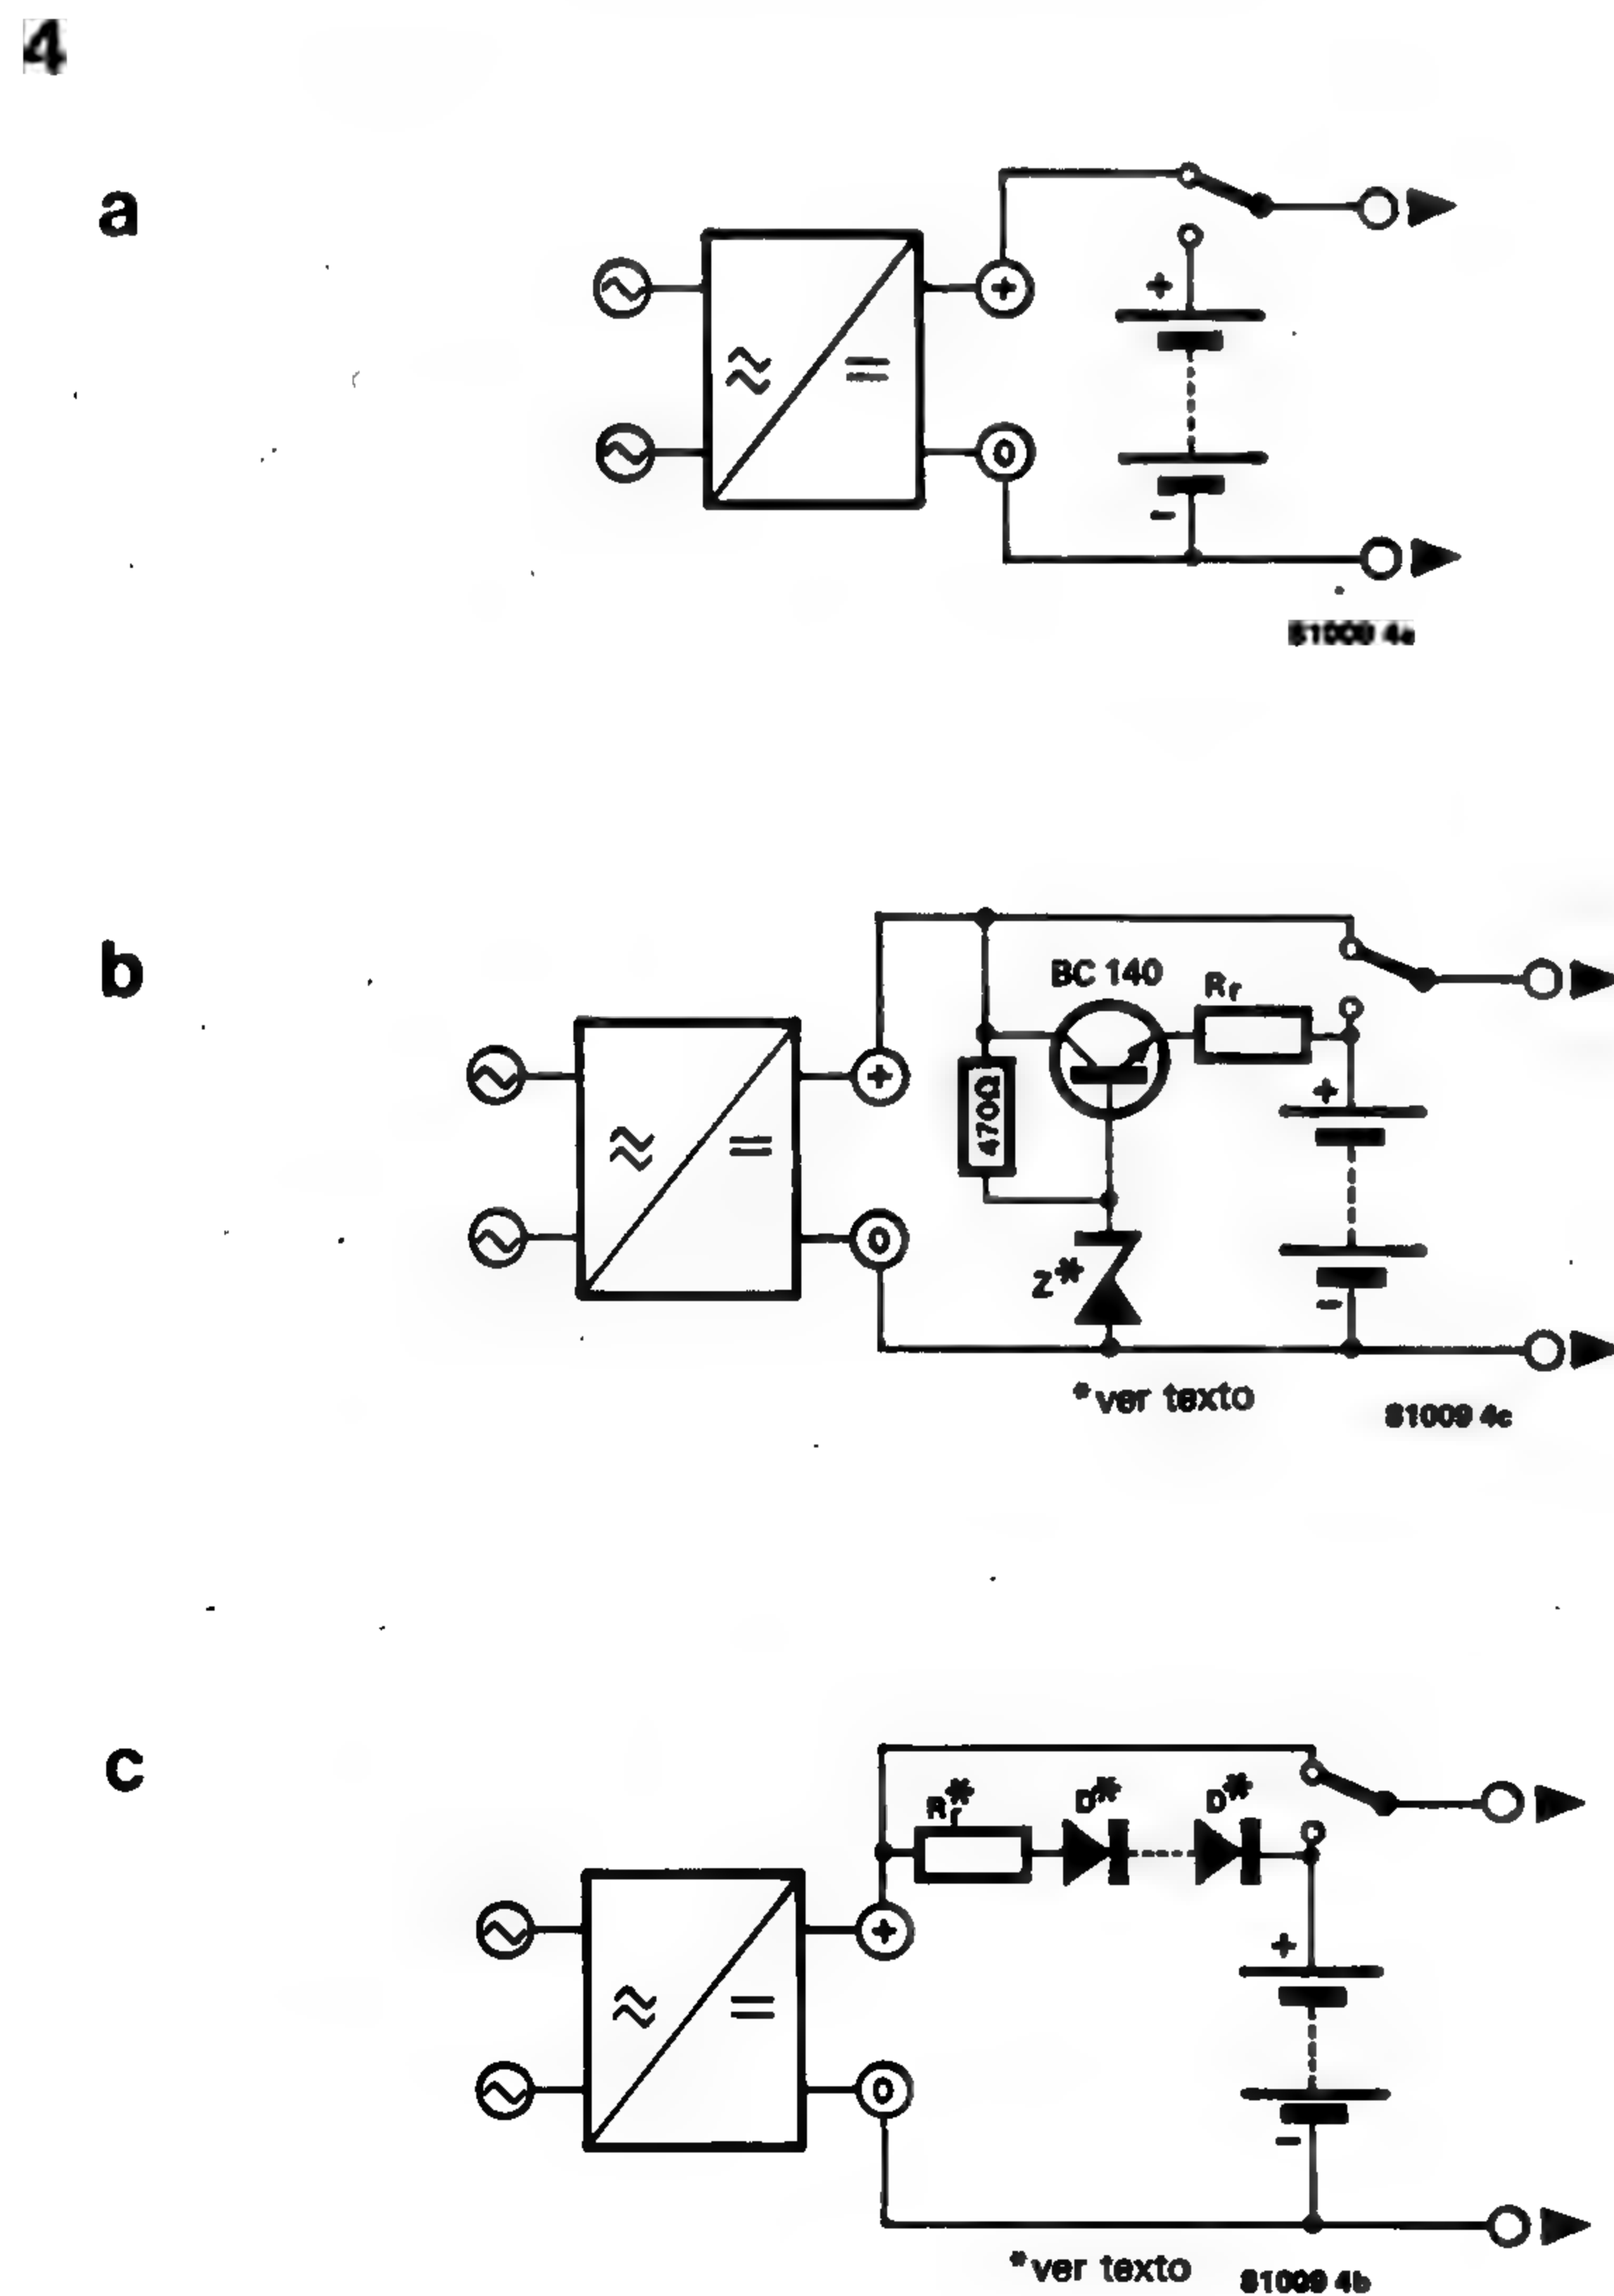 4
a
+
0
+
-
81009 4a
b
BC 140
Rr
+
470Ω
+
0
z*
-
*ver texto
81009 4c
c
Rr*
D*
D*
+
+
0
-
*ver texto
81009 4b